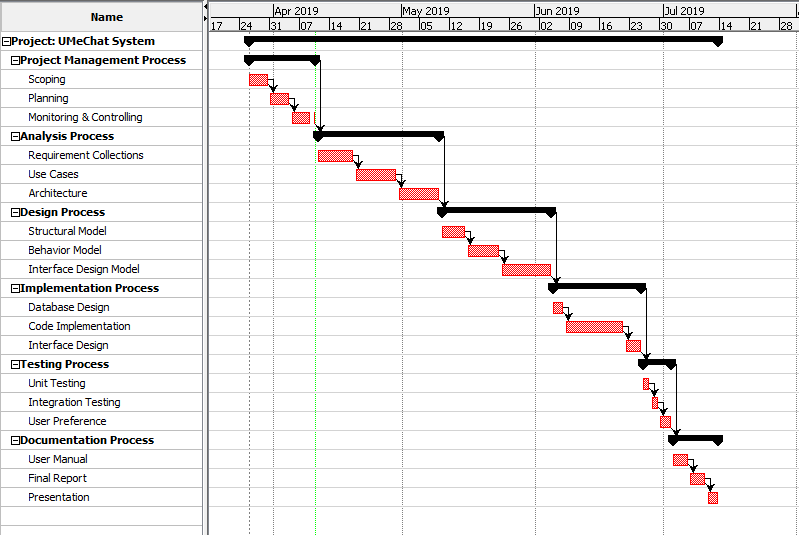 Name
Apr 2019 May 2019 Jun 2019 Jul 2019
17 24 31 07 14 21 28 05 12 19 26 02 09 16 23 30 07 14 21 28
Project: UMeChat System
Project Management Process
Scoping
Planning
Monitoring & Controlling
Analysis Process
Requirement Collections
Use Cases
Architecture
Design Process
Structural Model
Behavior Model
Interface Design Model
Implementation Process
Database Design
Code Implementation
Interface Design
Testing Process
Unit Testing
Integration Testing
User Preference
Documentation Process
User Manual
Final Report
Presentation